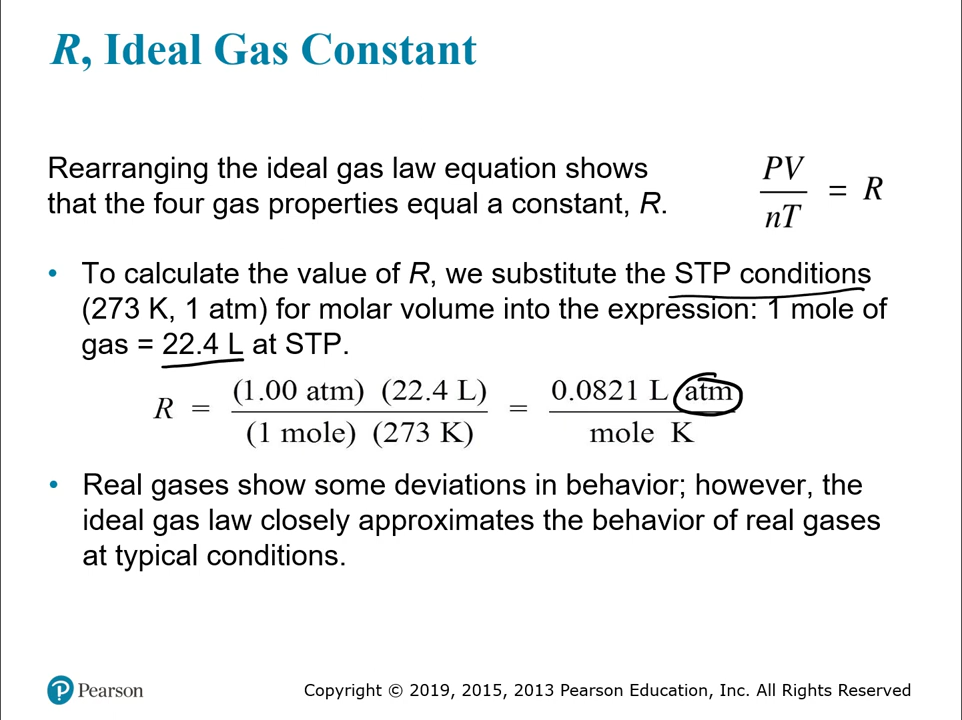 R, Ideal Gas Constant
Rearranging the ideal gas law equation shows
that the four gas properties equal a constant, R.
PV
nT
= R
• To calculate the value of R, we substitute the STP conditions
(273 K, 1 atm) for molar volume into the expression: 1 mole of
gas = 22.4 L at STP.
R = (1.00 atm) (22.4 L) = 0.0821 L atm
(1 mole) (273 K) mole K
• Real gases show some deviations in behavior; however, the
ideal gas law closely approximates the behavior of real gases
at typical conditions.
P Pearson
Copyright © 2019, 2015, 2013 Pearson Education, Inc. All Rights Reserved